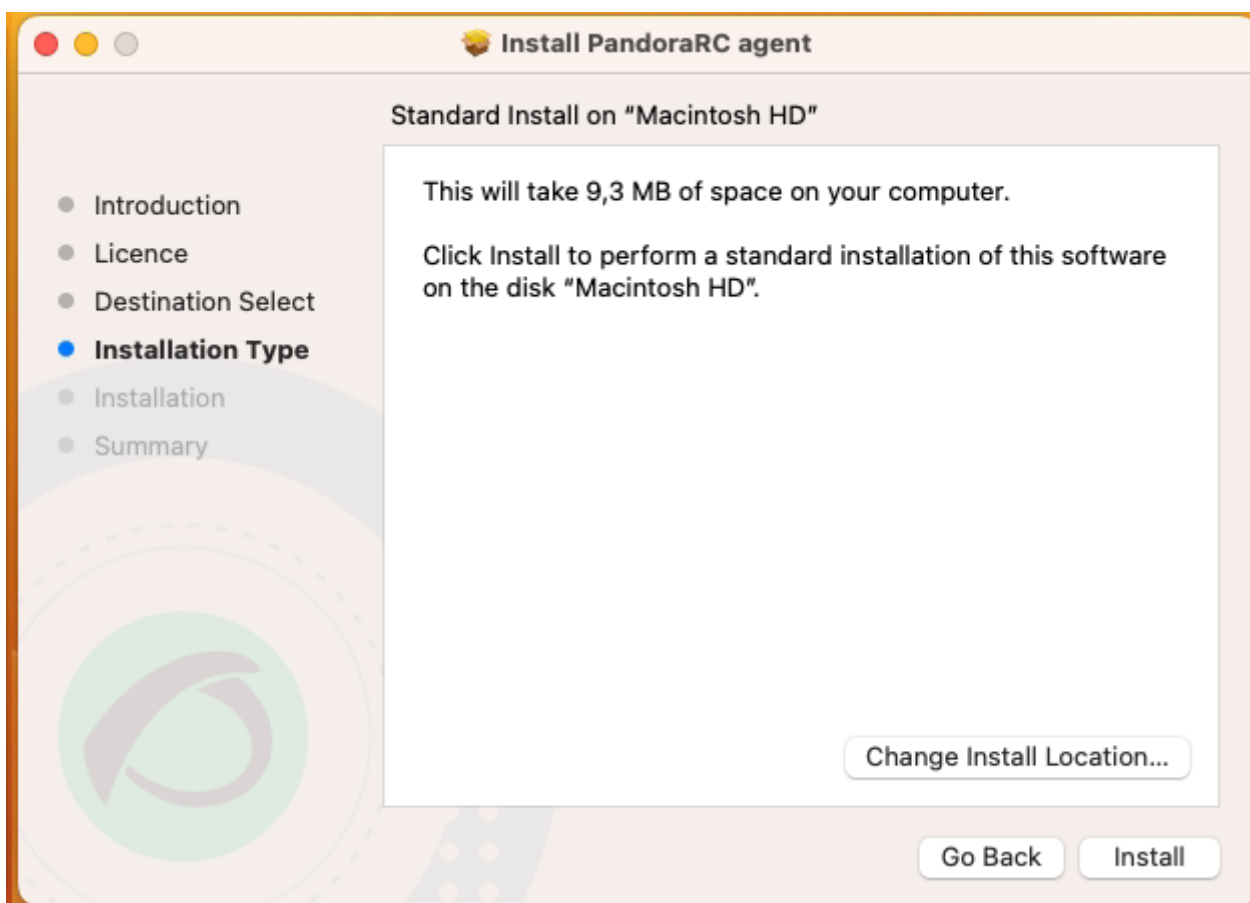 Install PandoraRC agent
Standard Install on “Macintosh HD”
Introduction
Licence
Destination Select
Installation Type
Installation
Summary
This will take 9,3 MB of space on your computer.
Click Install to perform a standard installation of this software
on the disk “Macintosh HD”.
Change Install Location...
Go Back
Install